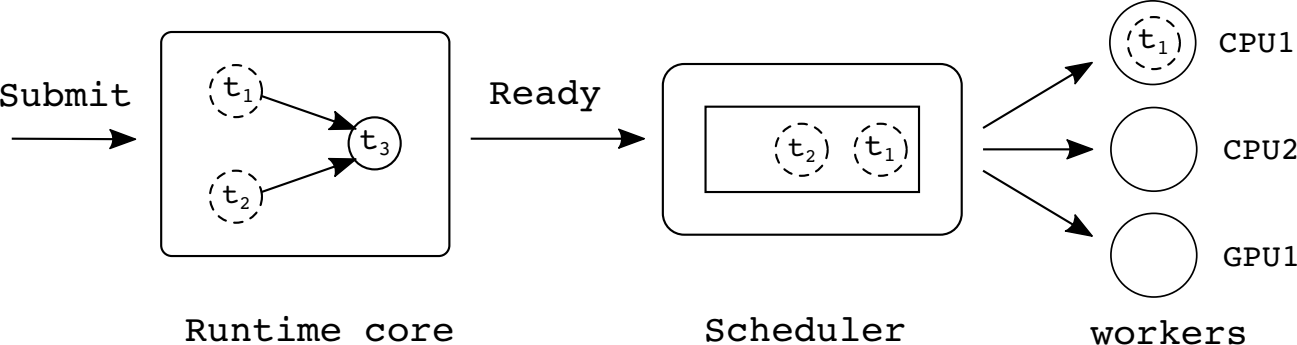 Submit
t₁
t₂
t₃
Runtime core
Ready
t₂ t₁
Scheduler
t₁ CPU1
CPU2
GPU1
workers